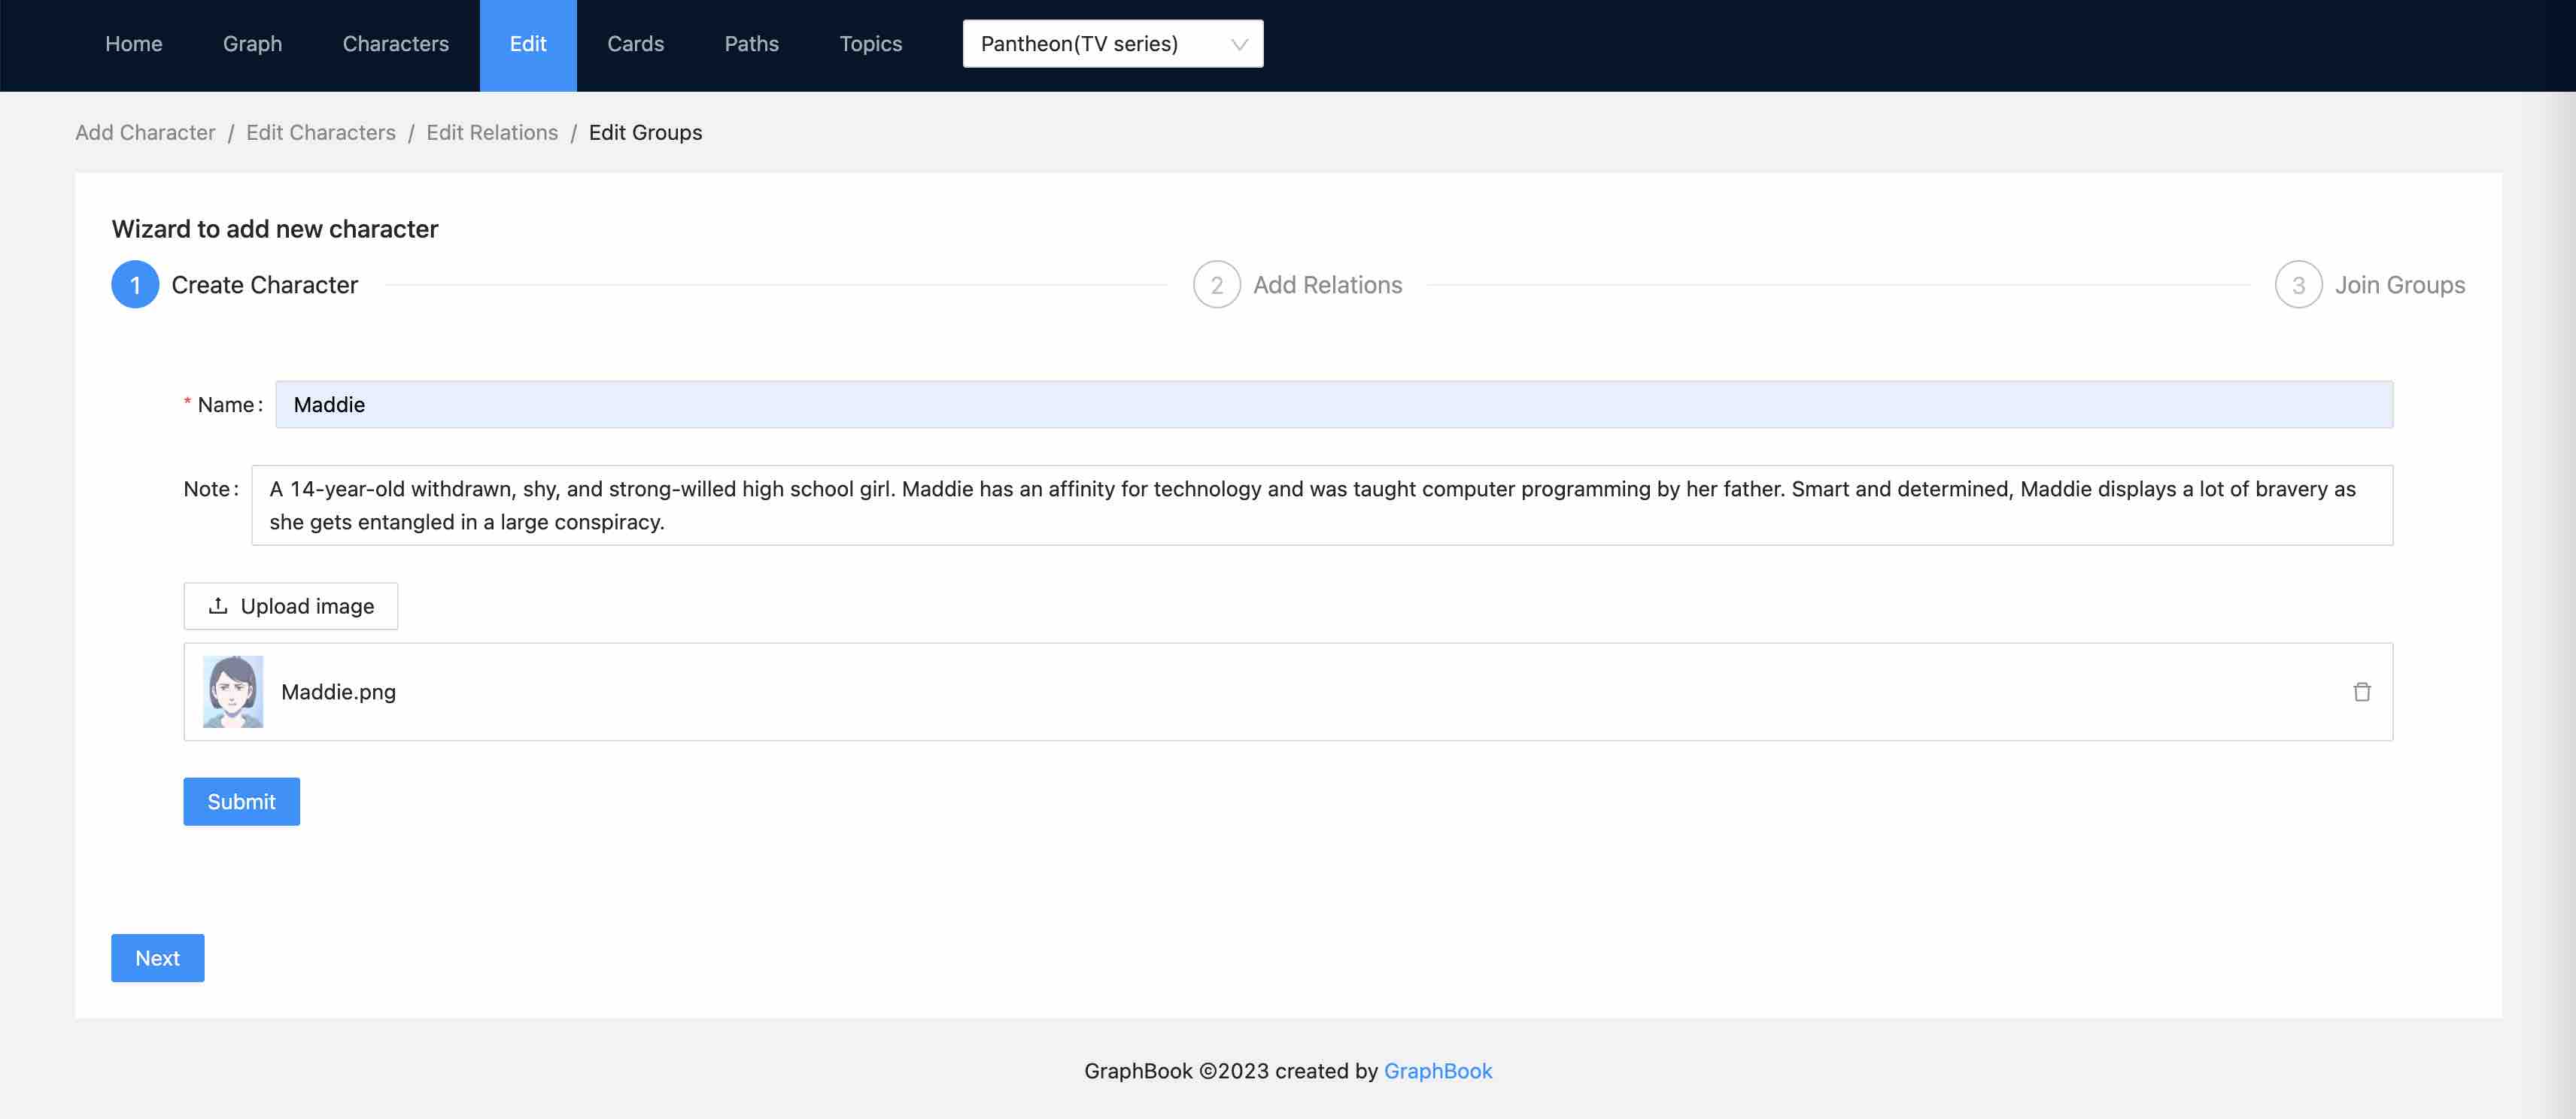 Home Graph Characters Edit Cards Paths Topics Pantheon(TV series)
Add Character / Edit Characters / Edit Relations / Edit Groups
Wizard to add new character
1 Create Character 2 Add Relations 3 Join Groups
* Name: Maddie
Note: A 14-year-old withdrawn, shy, and strong-willed high school girl. Maddie has an affinity for technology and was taught computer programming by her father. Smart and determined, Maddie displays a lot of bravery as
she gets entangled in a large conspiracy.
Upload image
Maddie.png
Submit
Next
GraphBook ©2023 created by GraphBook